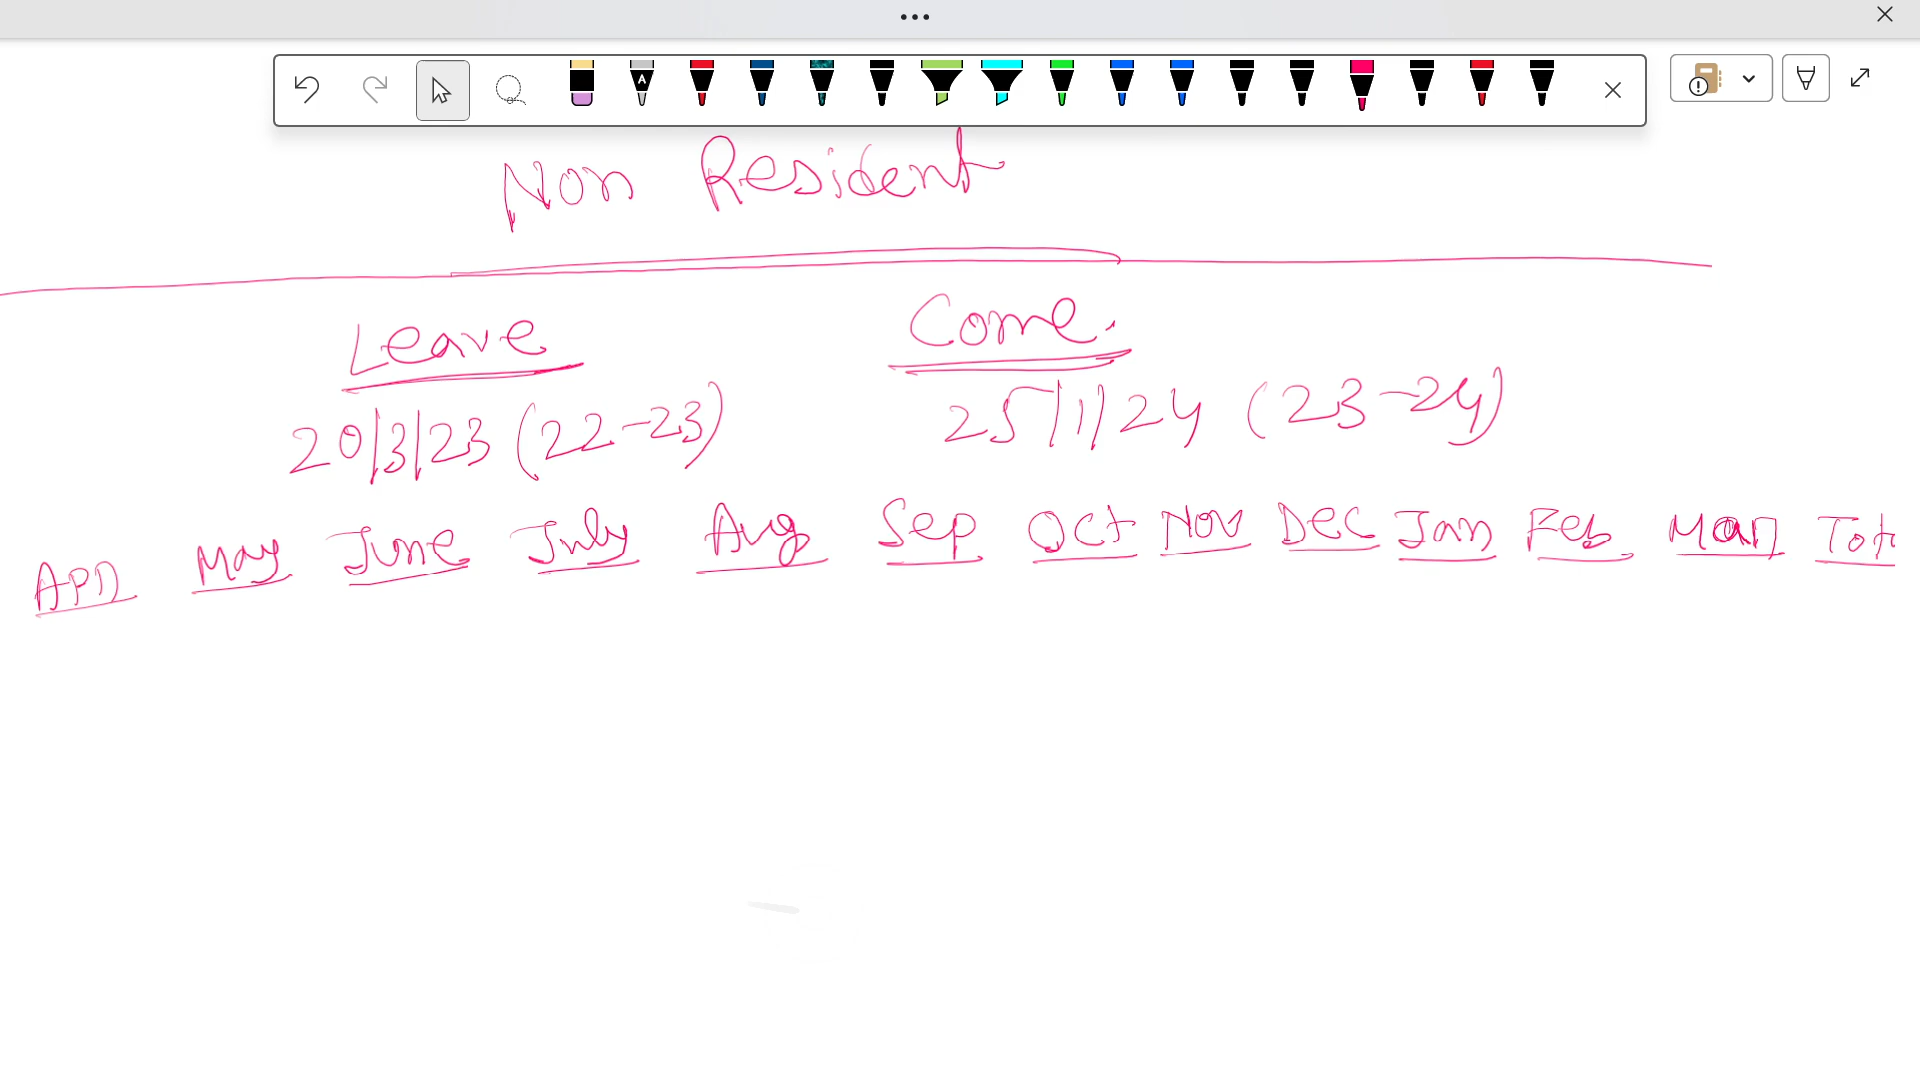 Non Resident
Leave Come.
20/3/23 (22-23) 25/1/24 (23-24)
Apr May June July Aug Sep Oct Nov Dec Jan Feb Mar Tot